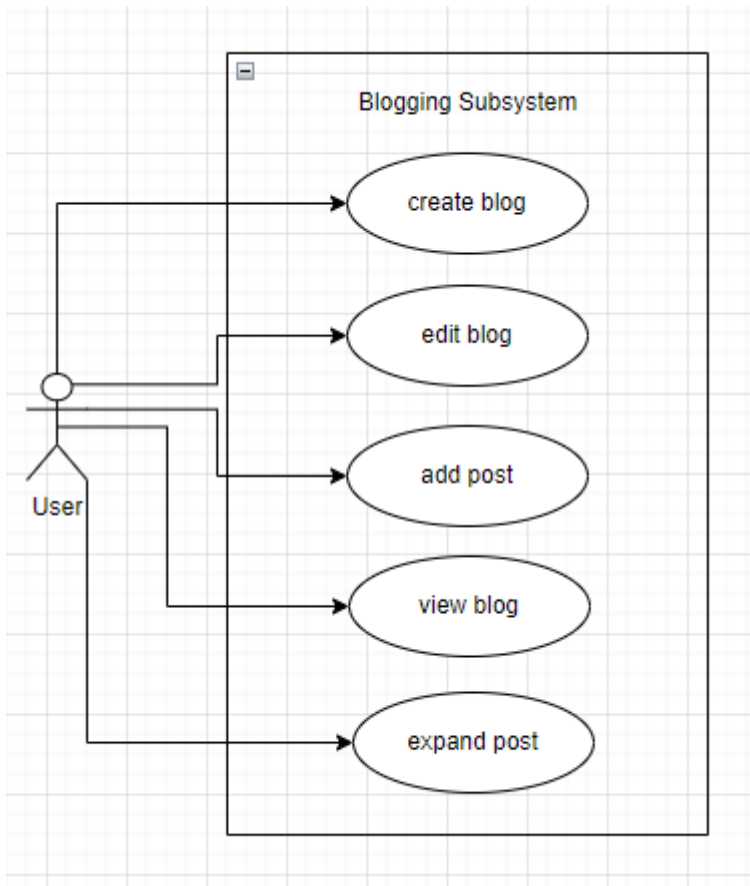 Blogging Subsystem
create blog
edit blog
add post
User
view blog
expand post